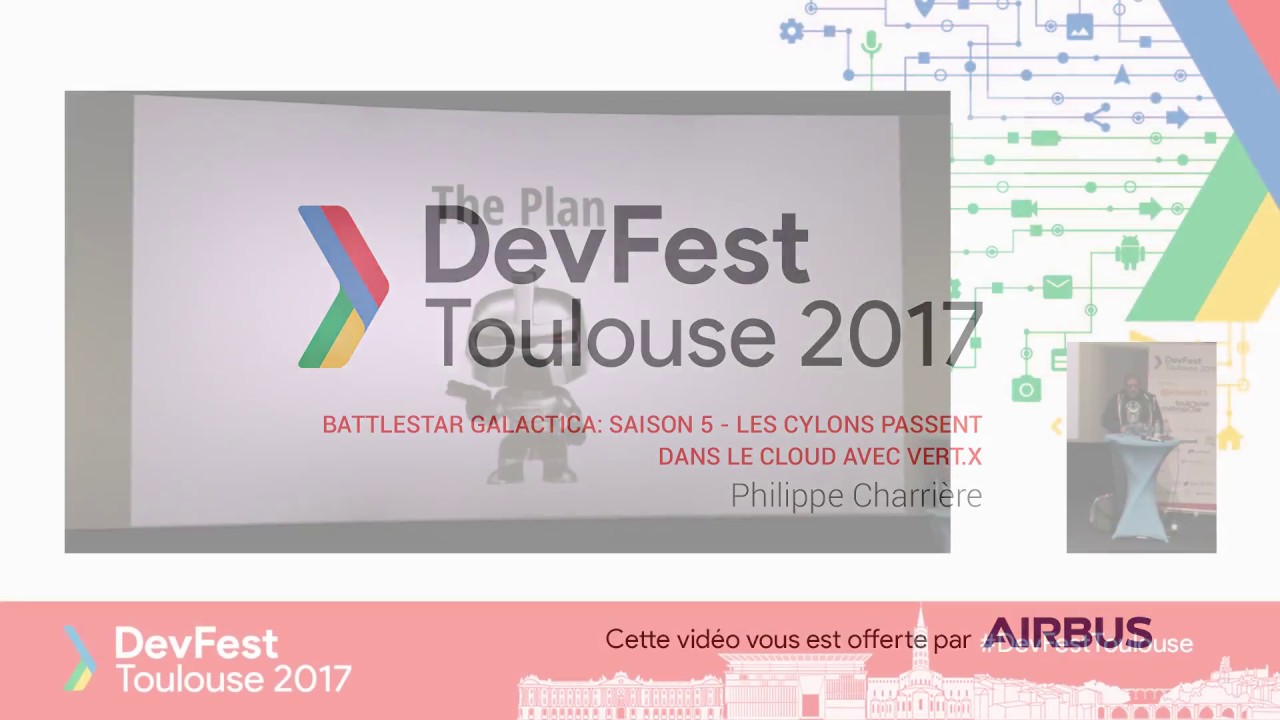 The Plan
DevFest
Toulouse 2017
BATTLESTAR GALACTICA: SAISON 5 - LES CYLONS PASSENT
DANS LE CLOUD AVEC VERT.X
Philippe Charrière
DevFest
Toulouse 2017
DevFest
Toulouse 2017
Cette vidéo vous est offerte par AIRBUS
#DevFestToulouse